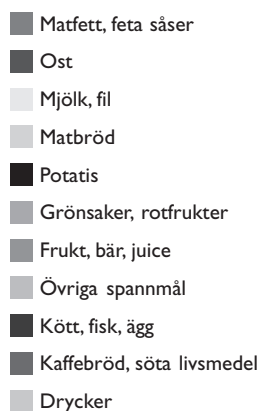 Matfett, feta såser
Ost
Mjölk, fil
Matbröd
Potatis
Grönsaker, rotfrukter
Frukt, bär, juice
Övriga spannmål
Kött, fisk, ägg
Kaffebröd, söta livsmedel
Drycker